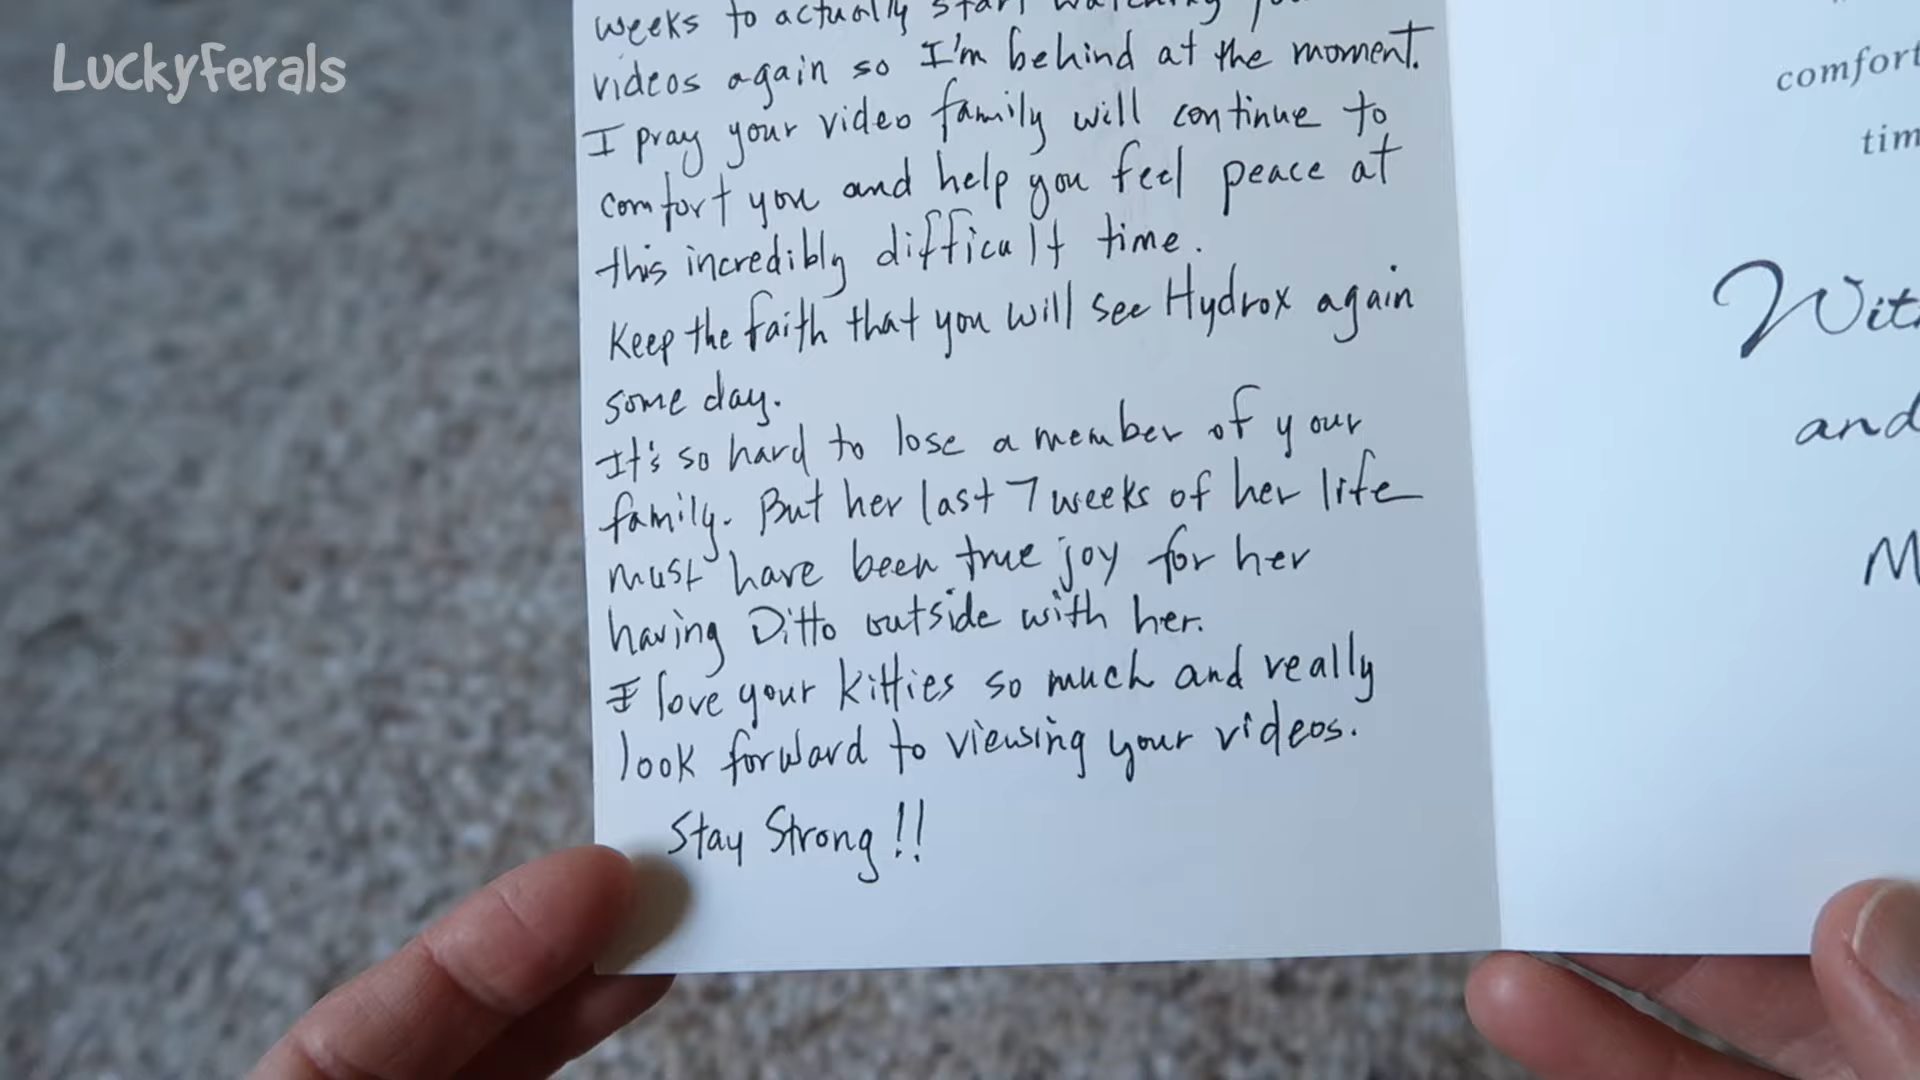 LuckyFerals
weeks to actually start watching
videos again so I'm behind at the moment.
I pray your video family will continue to
comfort you and help you feel peace at
this incredibly difficult time.
Keep the faith that you will see Hydrox again
some day.
It's so hard to lose a member of your
family. But her last 7 weeks of her life
must have been true joy for her
having Ditto outside with her.
I love your kitties so much and really
look forward to viewing your videos.
Stay Strong!!
comfort
tim
Wit
and
M